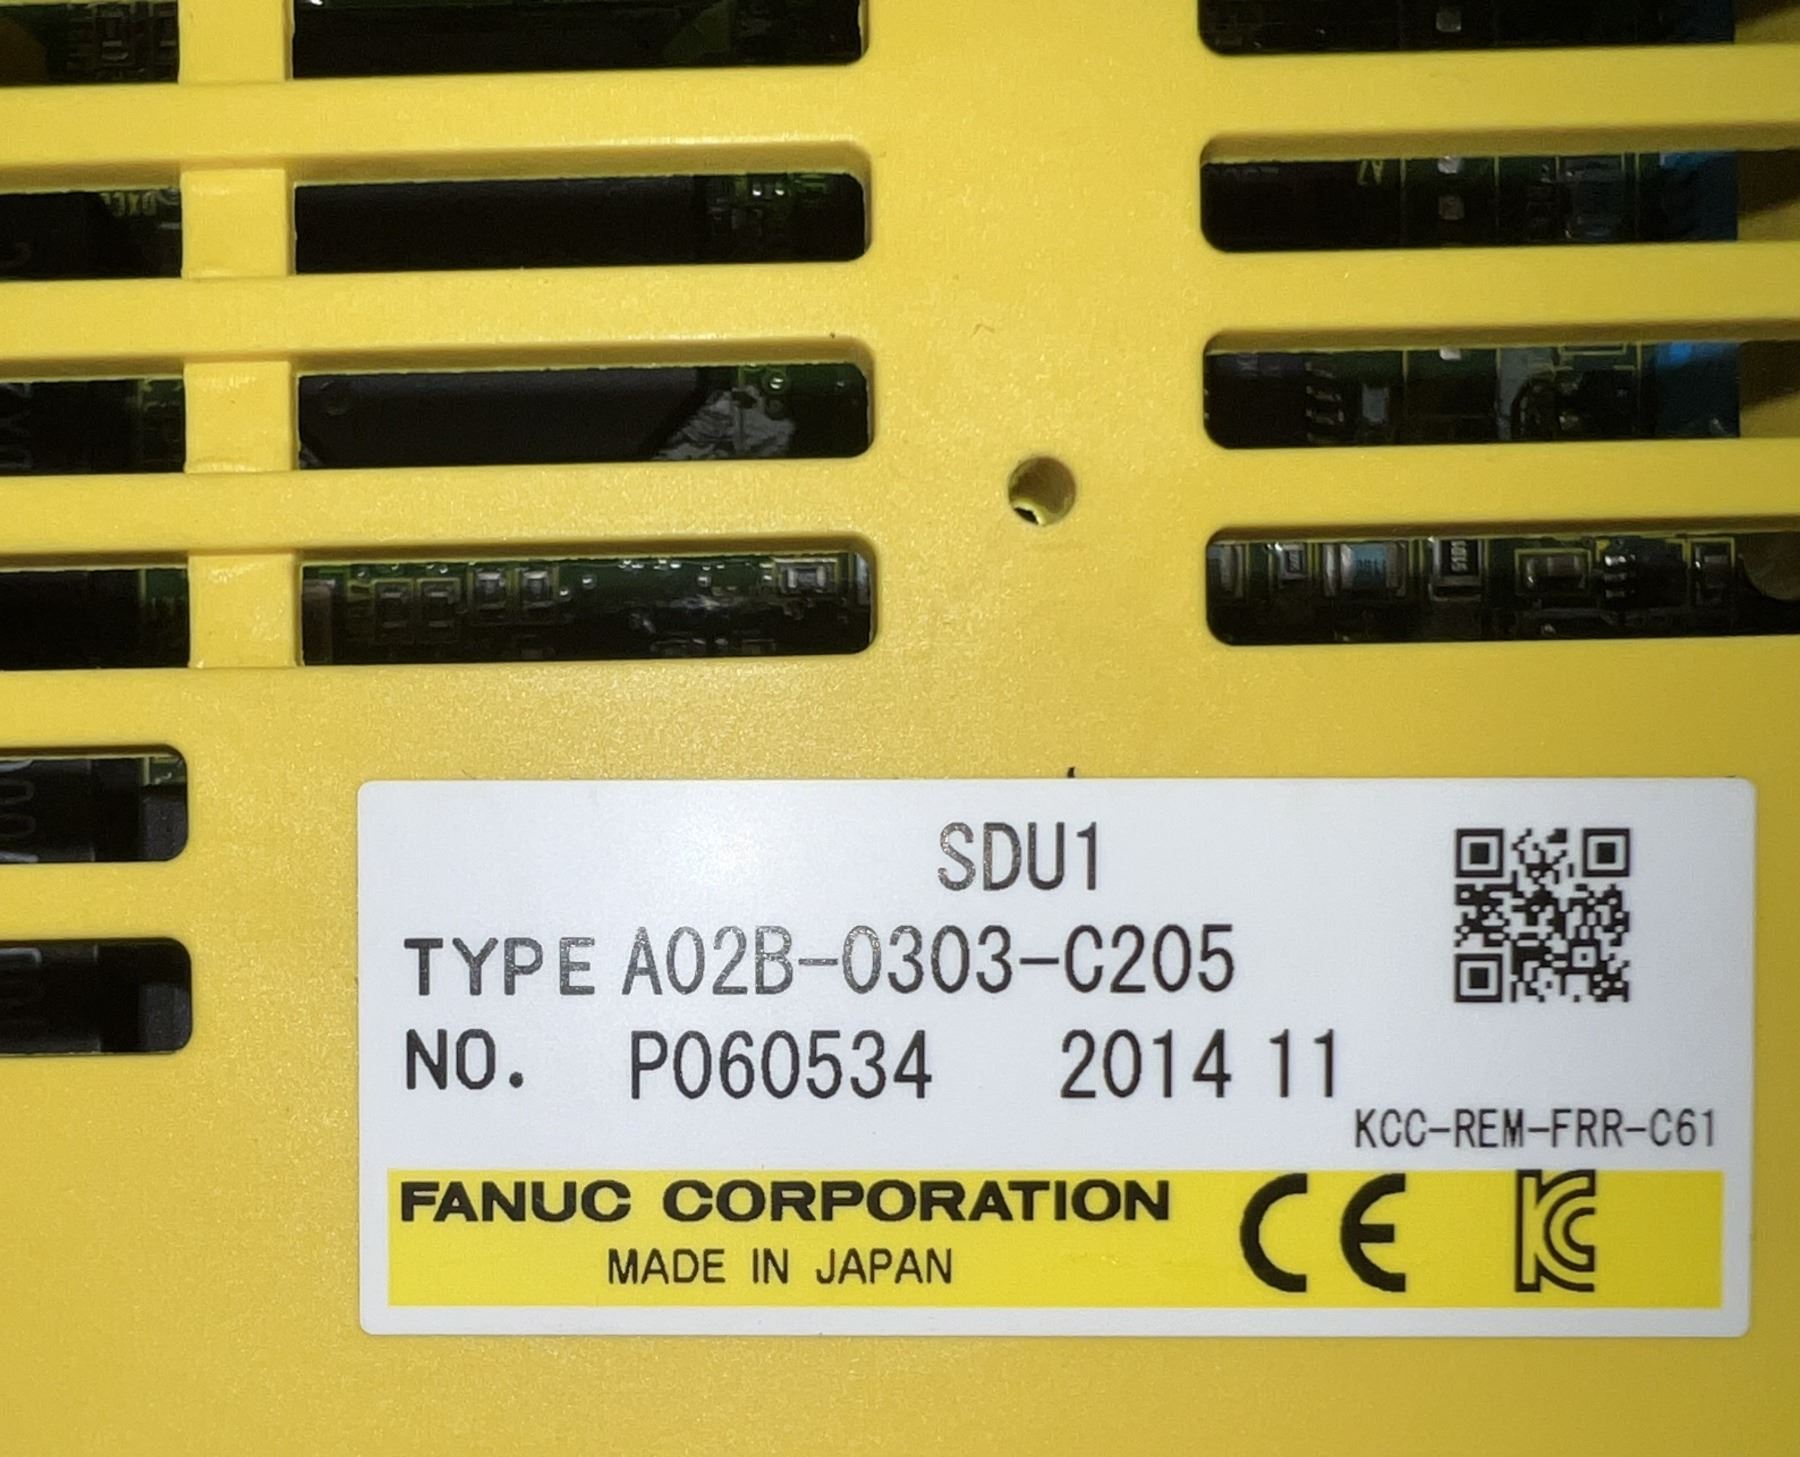 SDU1
TYPE A02B-0303-C205
NO. P060534 2014 11
KCC-REM-FRR-C61
FANUC CORPORATION
MADE IN JAPAN
CE KC